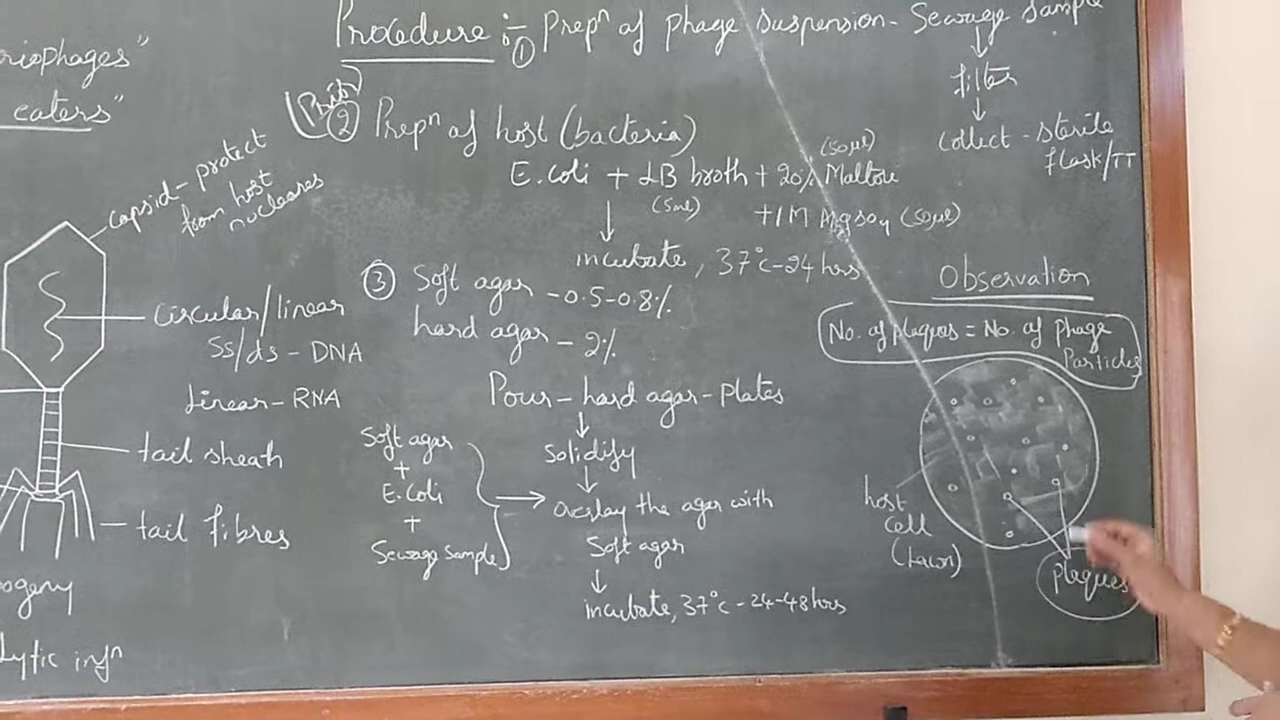 riophages"
eaters"
capsid - protect
from host
nucleases
circular/linear
SS/ds - DNA
Linear - RNA
tail sheath
tail fibres
ogeny
Lytic infⁿ
Procedure :- ① Prepⁿ of phage suspension - Sewage Sample
↓
filter
↓
collect - sterile
flask/TT
② Prepⁿ of host (bacteria)
E.coli + LB broth + 20% Maltose
(5ml)
(50µl)
+1M MgSO4 (50µl)
↓
incubate, 37°c-24 hrs
③ Soft agar - 0.5-0.8%
hard agar - 2%
Pour - hard agar - plates
↓
Solidify
↓
Overlay the agar with
Soft agar
↓
incubate, 37°c - 24-48 hrs
Soft agar
+
E.Coli
+
Sewage Sample
→
Observation
No. of plaques = No. of phage
Particles
host
cell
(Lawn)
plaques